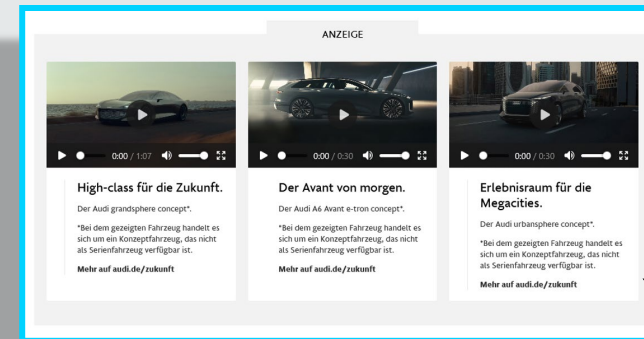 ANZEIGE
0:00 / 1:07
High-class für die Zukunft.
Der Audi grandsphere concept*.
*Bei dem gezeigten Fahrzeug handelt es
sich um ein Konzeptfahrzeug, das nicht
als Serienfahrzeug verfügbar ist.
Mehr auf audi.de/zukunft
0:00 / 0:30
Der Avant von morgen.
Der Audi A6 Avant e-tron concept*.
*Bei dem gezeigten Fahrzeug handelt es
sich um ein Konzeptfahrzeug, das nicht
als Serienfahrzeug verfügbar ist.
Mehr auf audi.de/zukunft
0:00 / 0:30
Erlebnisraum für die
Megacities.
Der Audi urbansphere concept*.
*Bei dem gezeigten Fahrzeug handelt es
sich um ein Konzeptfahrzeug, das nicht
als Serienfahrzeug verfügbar ist.
Mehr auf audi.de/zukunft